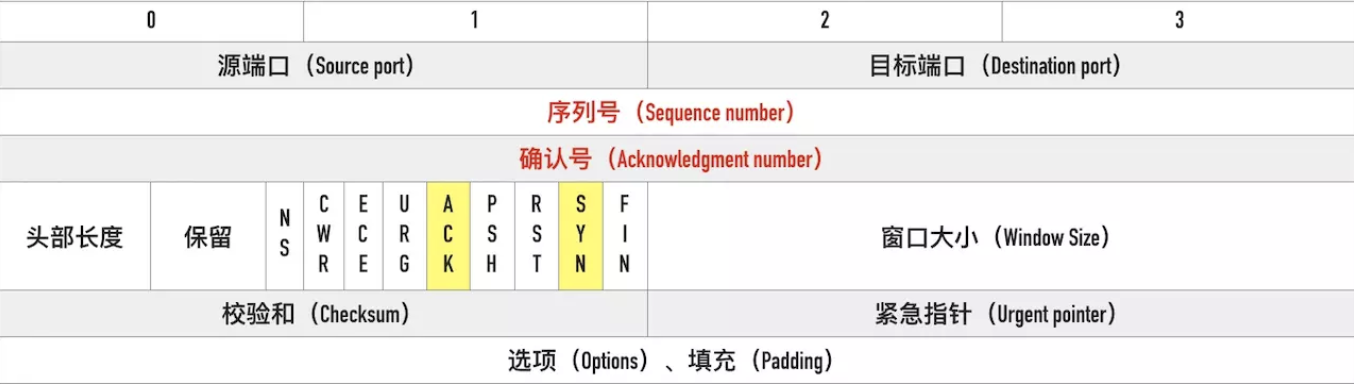 0 1 2 3
源端口（Source port） 目标端口（Destination port）
序列号（Sequence number）
确认号（Acknowledgment number）
头部长度 保留 NS CWR ECE URG ACK PSH RST SYN FIN 窗口大小（Window Size）
校验和（Checksum） 紧急指针（Urgent pointer）
选项（Options）、填充（Padding）